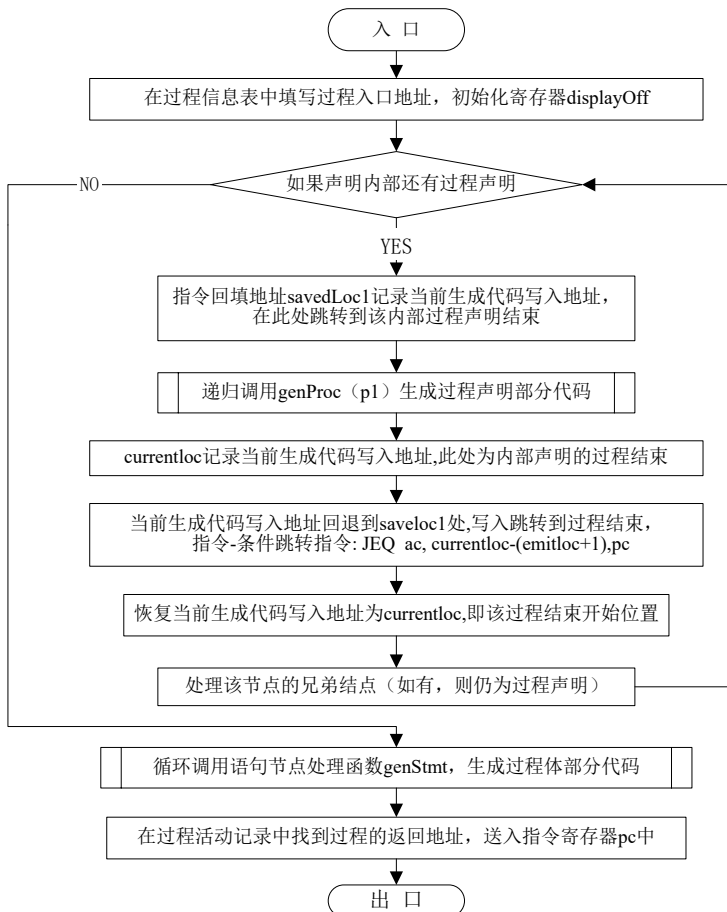 入 口
在过程信息表中填写过程入口地址，初始化寄存器displayOff
如果声明内部还有过程声明
NO
YES
指令回填地址savedLoc1记录当前生成代码写入地址，
在此处跳转到该内部过程声明结束
递归调用genProc（p1）生成过程声明部分代码
currentloc记录当前生成代码写入地址,此处为内部声明的过程结束
当前生成代码写入地址回退到saveloc1处,写入跳转到过程结束，
指令-条件跳转指令: JEQ ac, currentloc-(emitloc+1),pc
恢复当前生成代码写入地址为currentloc,即该过程结束开始位置
处理该节点的兄弟结点（如有，则仍为过程声明）
循环调用语句节点处理函数genStmt，生成过程体部分代码
在过程活动记录中找到过程的返回地址，送入指令寄存器pc中
出 口